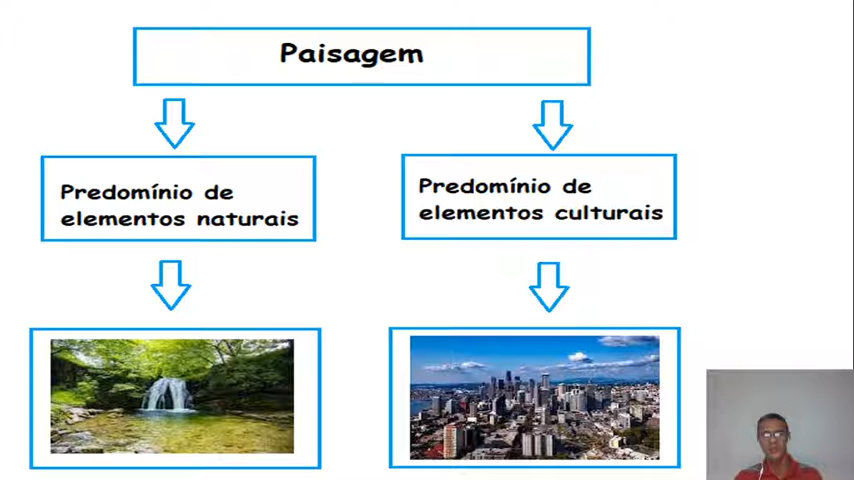 Paisagem
Predomínio de
elementos naturais
Predomínio de
elementos culturais